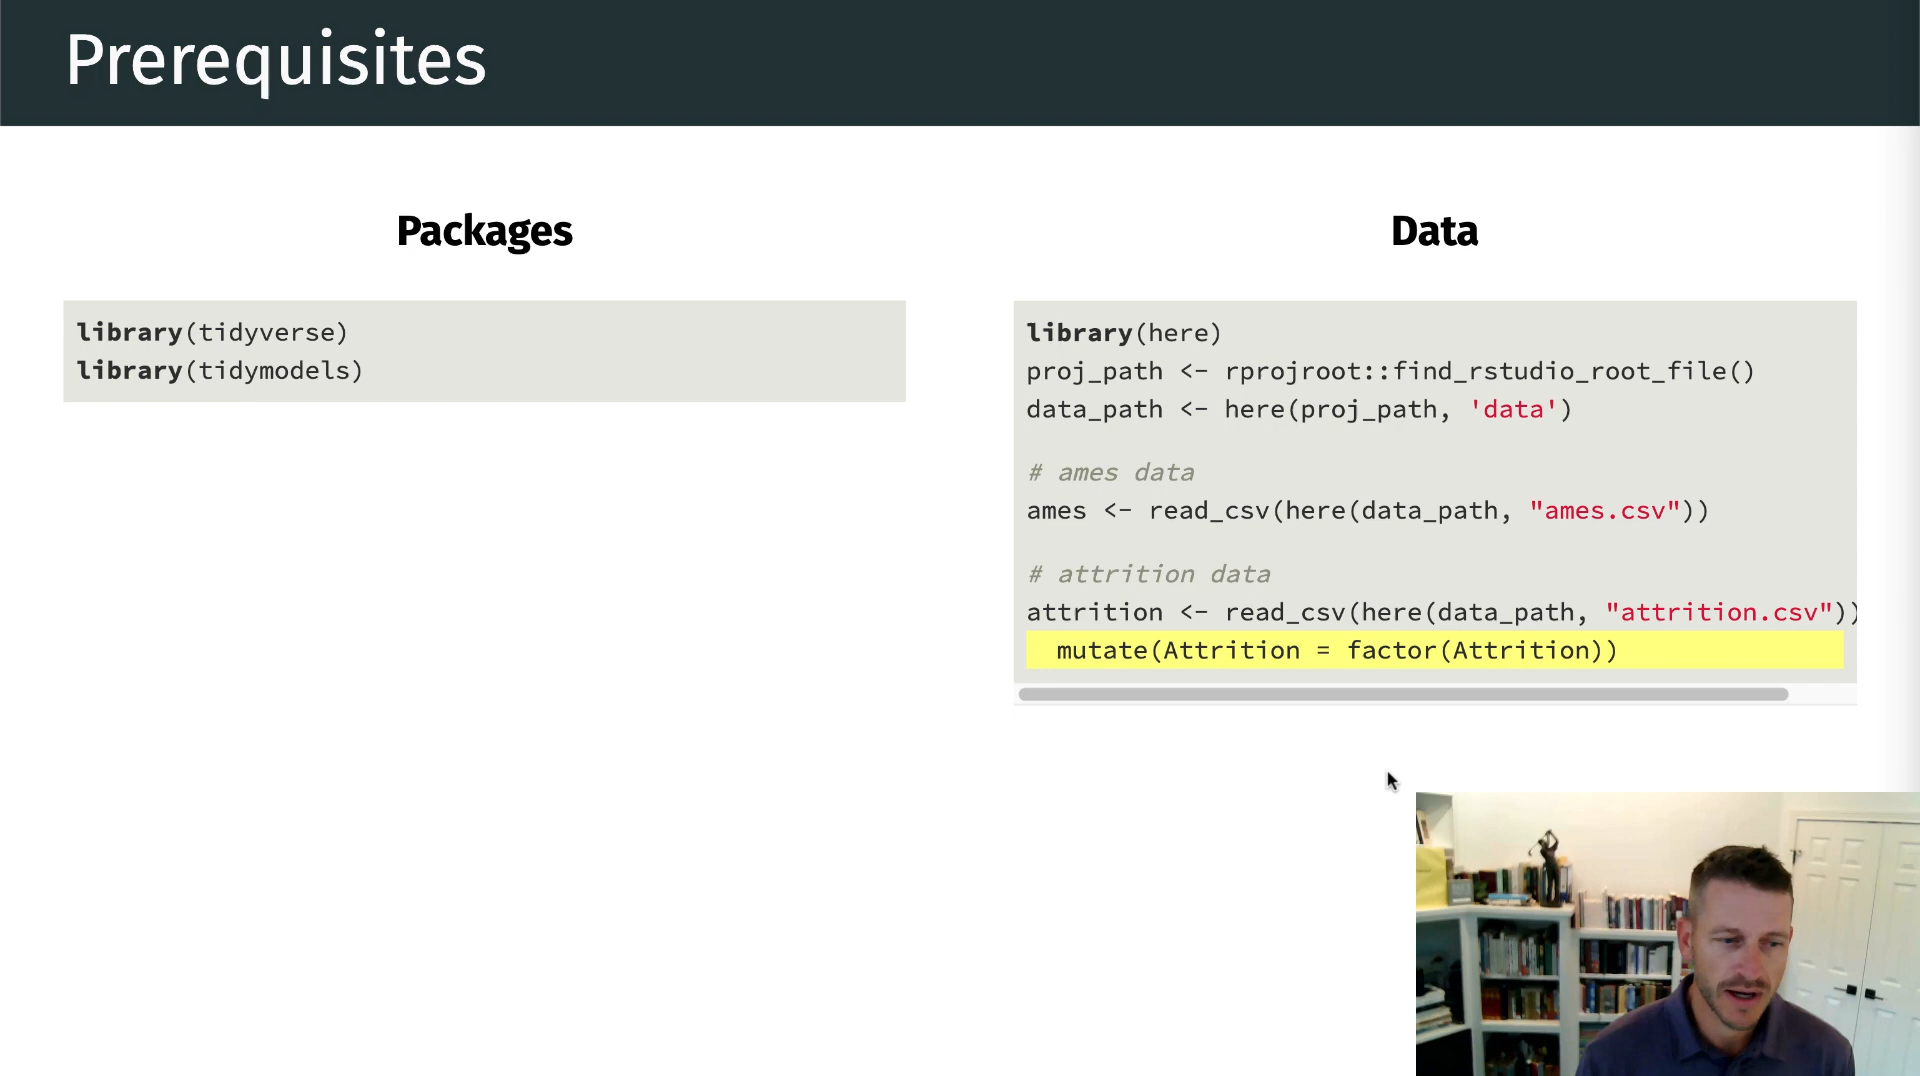 Prerequisites
Packages
library(tidyverse)
library(tidymodels)
Data
library(here)
proj_path <- rprojroot::find_rstudio_root_file()
data_path <- here(proj_path, 'data')
# ames data
ames <- read_csv(here(data_path, "ames.csv"))
# attrition data
attrition <- read_csv(here(data_path, "attrition.csv"))
mutate(Attrition = factor(Attrition))